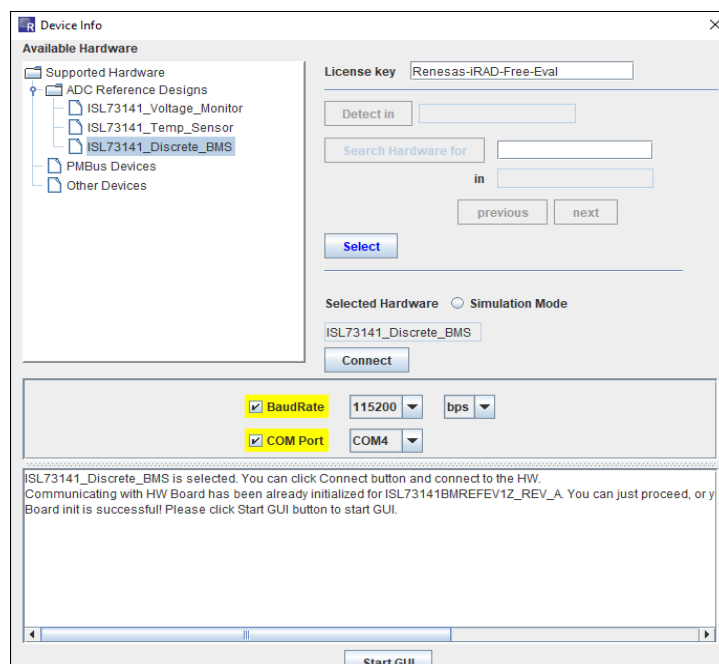 Device Info
Available Hardware
Supported Hardware
ADC Reference Designs
ISL73141_Voltage_Monitor
ISL73141_Temp_Sensor
ISL73141_Discrete_BMS
PMBus Devices
Other Devices
License key Renesas-iRAD-Free-Eval
Detect in
Search Hardware for
in
previous next
Select
Selected Hardware Simulation Mode
ISL73141_Discrete_BMS
Connect
BaudRate 115200 bps
COM Port COM4
ISL73141_Discrete_BMS is selected. You can click Connect button and connect to the HW.
Communicating with HW Board has been already initialized for ISL73141BMREFEV1Z_REV_A. You can just proceed, or
Board init is successful! Please click Start GUI button to start GUI.
Start GUI